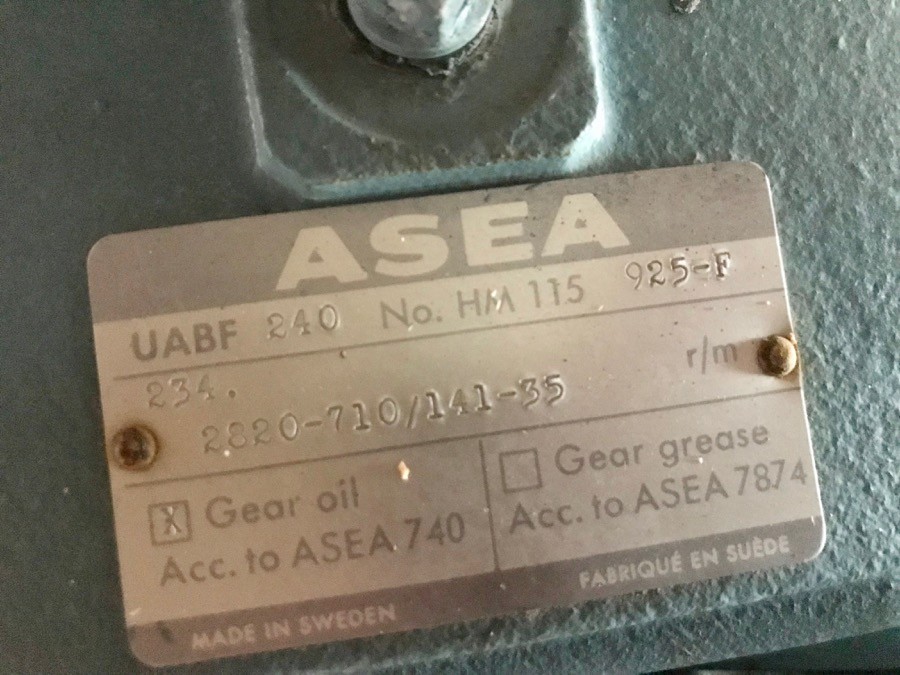 ASEA
UABF 240 No. HM 115 925-F
234. r/m
2820-710/141-35
X Gear oil
Acc. to ASEA 740
Gear grease
Acc. to ASEA 7874
MADE IN SWEDEN
FABRIQUÉ EN SUÈDE